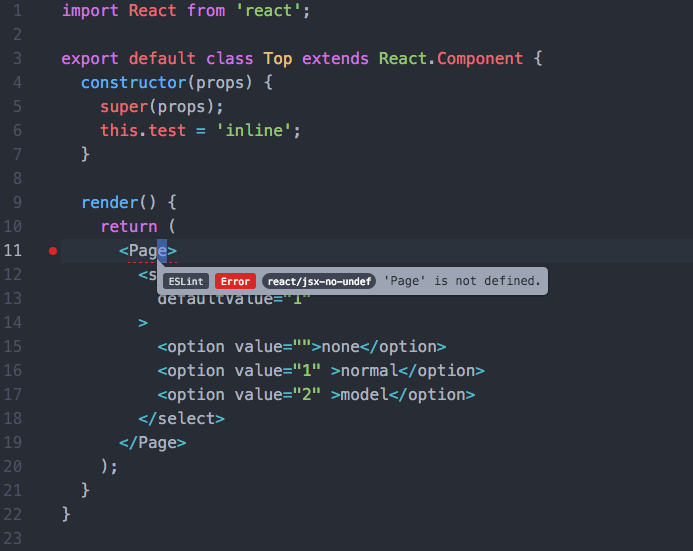 1 import React from 'react';
2
3 export default class Top extends React.Component {
4 constructor(props) {
5 super(props);
6 this.test = 'inline';
7 }
8
9 render() {
10 return (
11 <Page>
12 <s
ESLint Error react/jsx-no-undef 'Page' is not defined.
13 defaultValue="1"
14 >
15 <option value="">none</option>
16 <option value="1" >normal</option>
17 <option value="2" >model</option>
18 </select>
19 </Page>
20 );
21 }
22 }
23